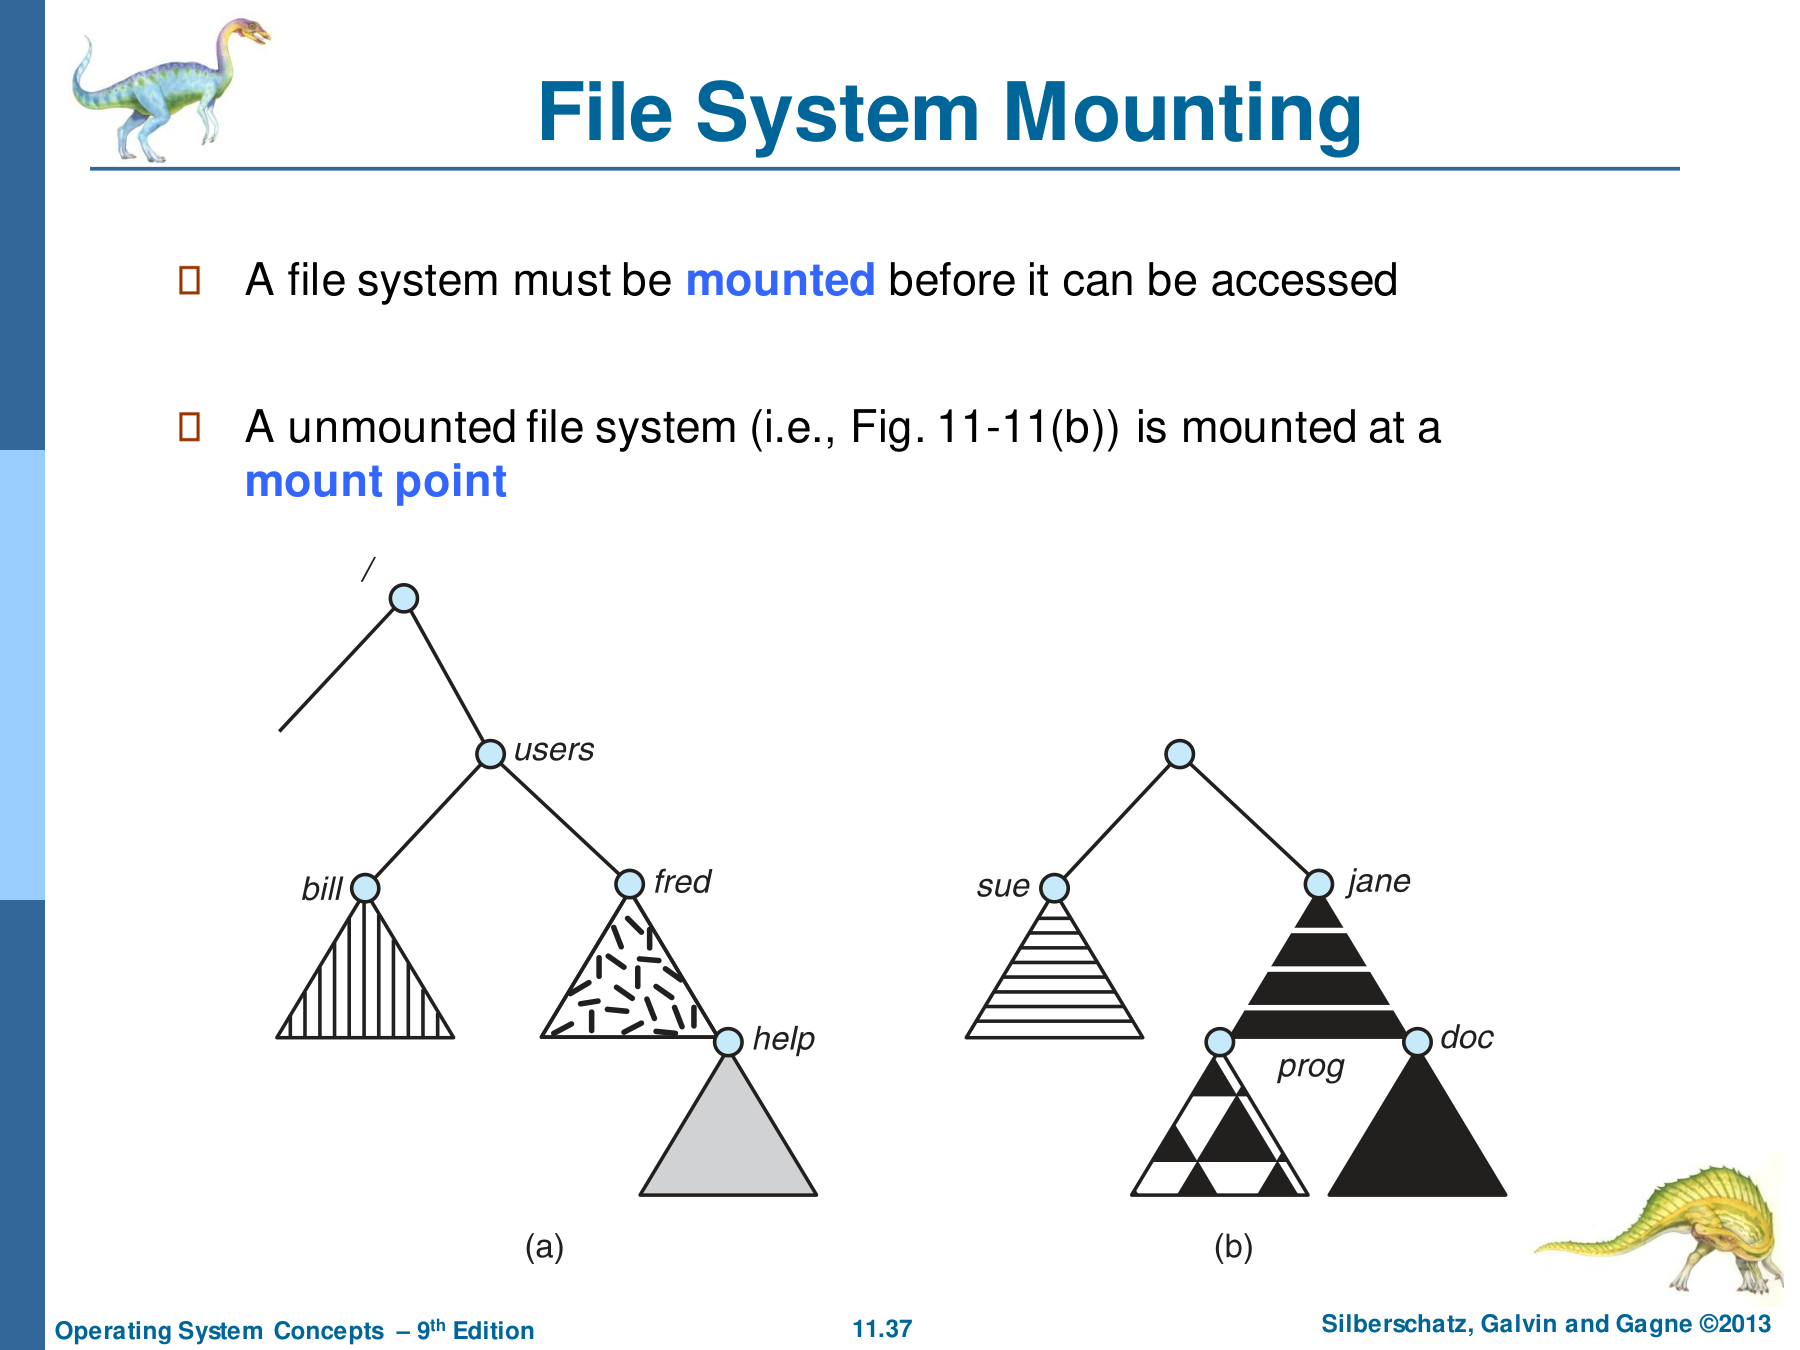 File System Mounting
A file system must be mounted before it can be accessed
A unmounted file system (i.e., Fig. 11-11(b)) is mounted at a
mount point
/
users
bill
fred
help
(a)
sue
jane
prog
doc
(b)
Operating System Concepts – 9th Edition
11.37
Silberschatz, Galvin and Gagne ©2013